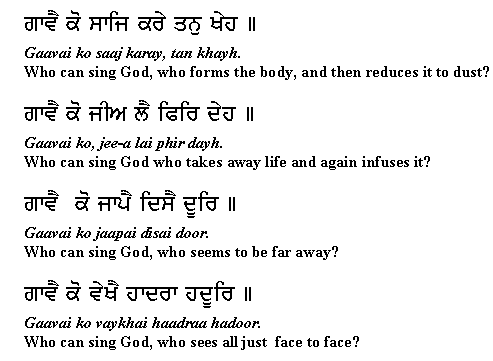 ਗਾਵੈ ਕੋ ਸਾਜਿ ਕਰੇ ਤਨੁ ਖੇਹ ॥
Gaavai ko saaj karay, tan khayh.
Who can sing God, who forms the body, and then reduces it to dust?
ਗਾਵੈ ਕੋ ਜੀਅ ਲੈ ਫਿਰਿ ਦੇਹ ॥
Gaavai ko, jee-a lai phir dayh.
Who can sing God who takes away life and again infuses it?
ਗਾਵੈ ਕੋ ਜਾਪੈ ਦਿਸੈ ਦੂਰਿ ॥
Gaavai ko jaapai disai door.
Who can sing God, who seems to be far away?
ਗਾਵੈ ਕੋ ਵੇਖੈ ਹਾਦਰਾ ਹਦੂਰਿ ॥
Gaavai ko vaykhai haadraa hadoor.
Who can sing God, who sees all just face to face?